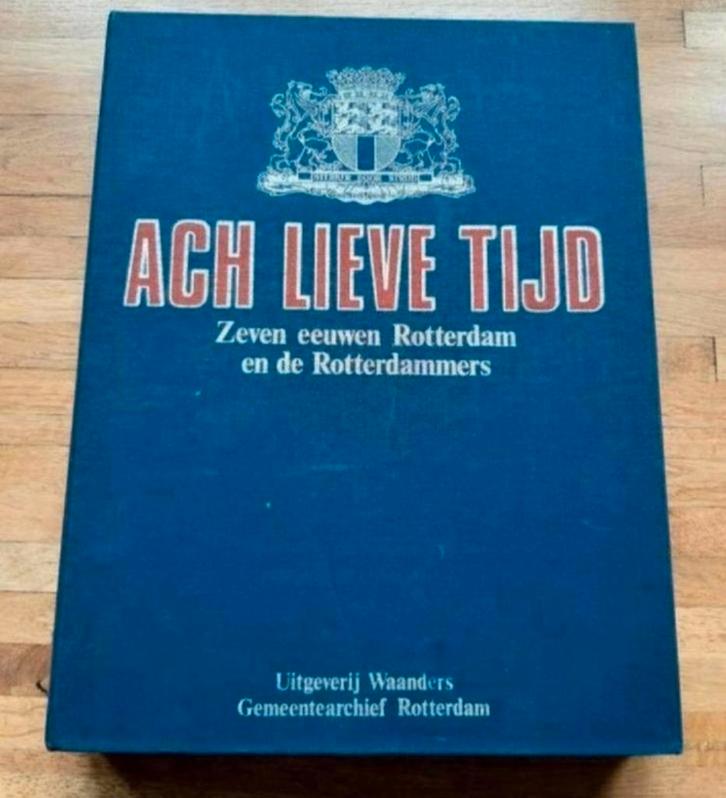 ACH LIEVE TIJD
Zeven eeuwen Rotterdam
en de Rotterdammers
Uitgeverij Waanders
Gemeentearchief Rotterdam